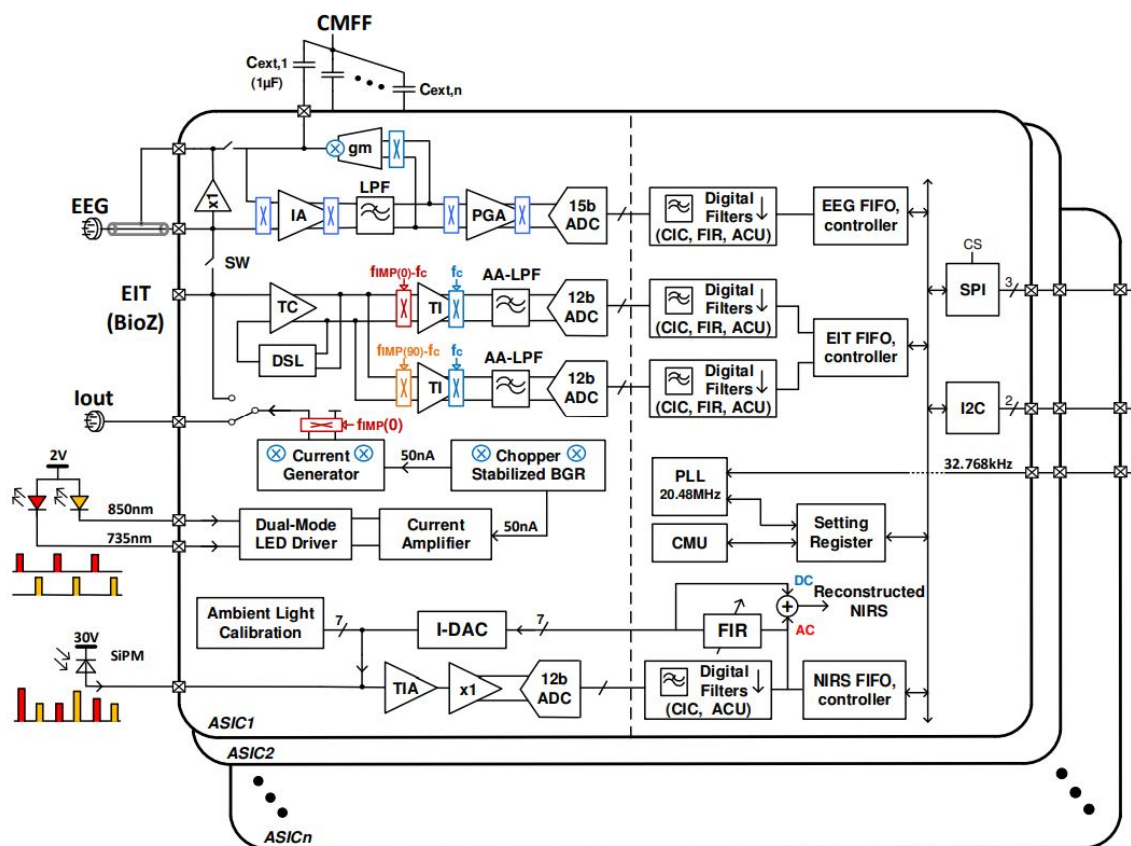 CMFF
Cext,1
(1µF)
Cext,n
gm
x1
LPF
EEG
IA
PGA
15b
ADC
Digital
Filters
(CIC, FIR, ACU)
EEG FIFO,
controller
SW
CS
SPI
3
EIT
(BioZ)
fIMP(0)-fc
fc
AA-LPF
TC
TI
12b
ADC
Digital
Filters
(CIC, FIR, ACU)
DSL
EIT FIFO,
controller
fIMP(90)-fc
fc
AA-LPF
TI
12b
ADC
Digital
Filters
(CIC, FIR, ACU)
I2C
2
Iout
fIMP(0)
Current
Generator
50nA
Chopper
Stabilized BGR
PLL
20.48MHz
32.768kHz
2V
850nm
735nm
Dual-Mode
LED Driver
Current
Amplifier
50nA
CMU
Setting
Register
DC
Reconstructed
NIRS
Ambient Light
Calibration
7
I-DAC
7
FIR
AC
30V
SiPM
TIA
x1
12b
ADC
Digital
Filters
(CIC, ACU)
NIRS FIFO,
controller
ASIC1
ASIC2
ASICn